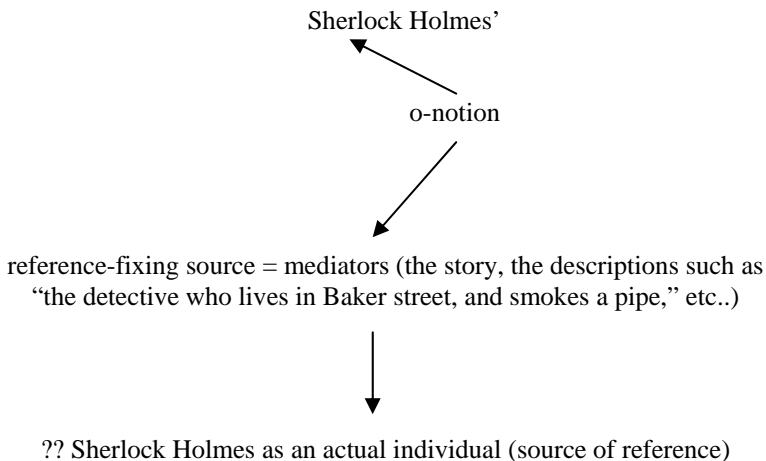 Sherlock Holmes’
o-notion
reference-fixing source = mediators (the story, the descriptions such as
“the detective who lives in Baker street, and smokes a pipe,” etc..)
?? Sherlock Holmes as an actual individual (source of reference)